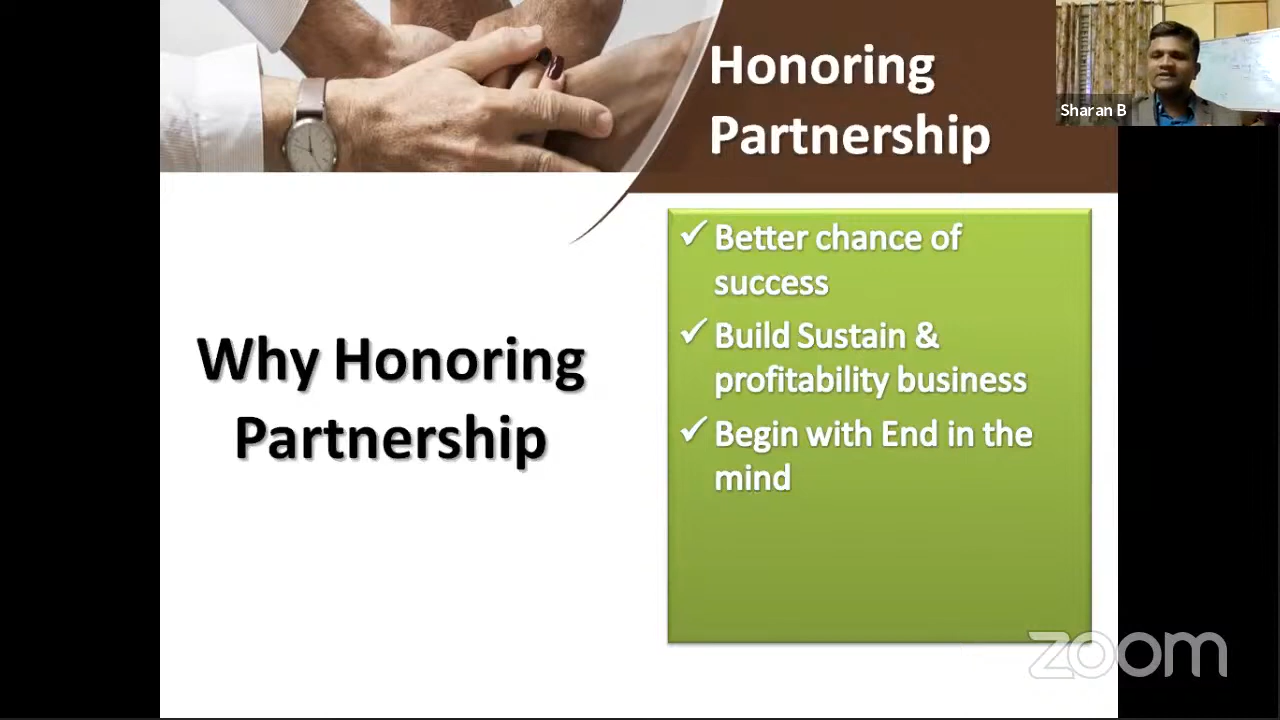 Honoring
Partnership
Sharan B
Better chance of
success
Build Sustain &
profitability business
Begin with End in the
mind
Why Honoring
Partnership
zoom